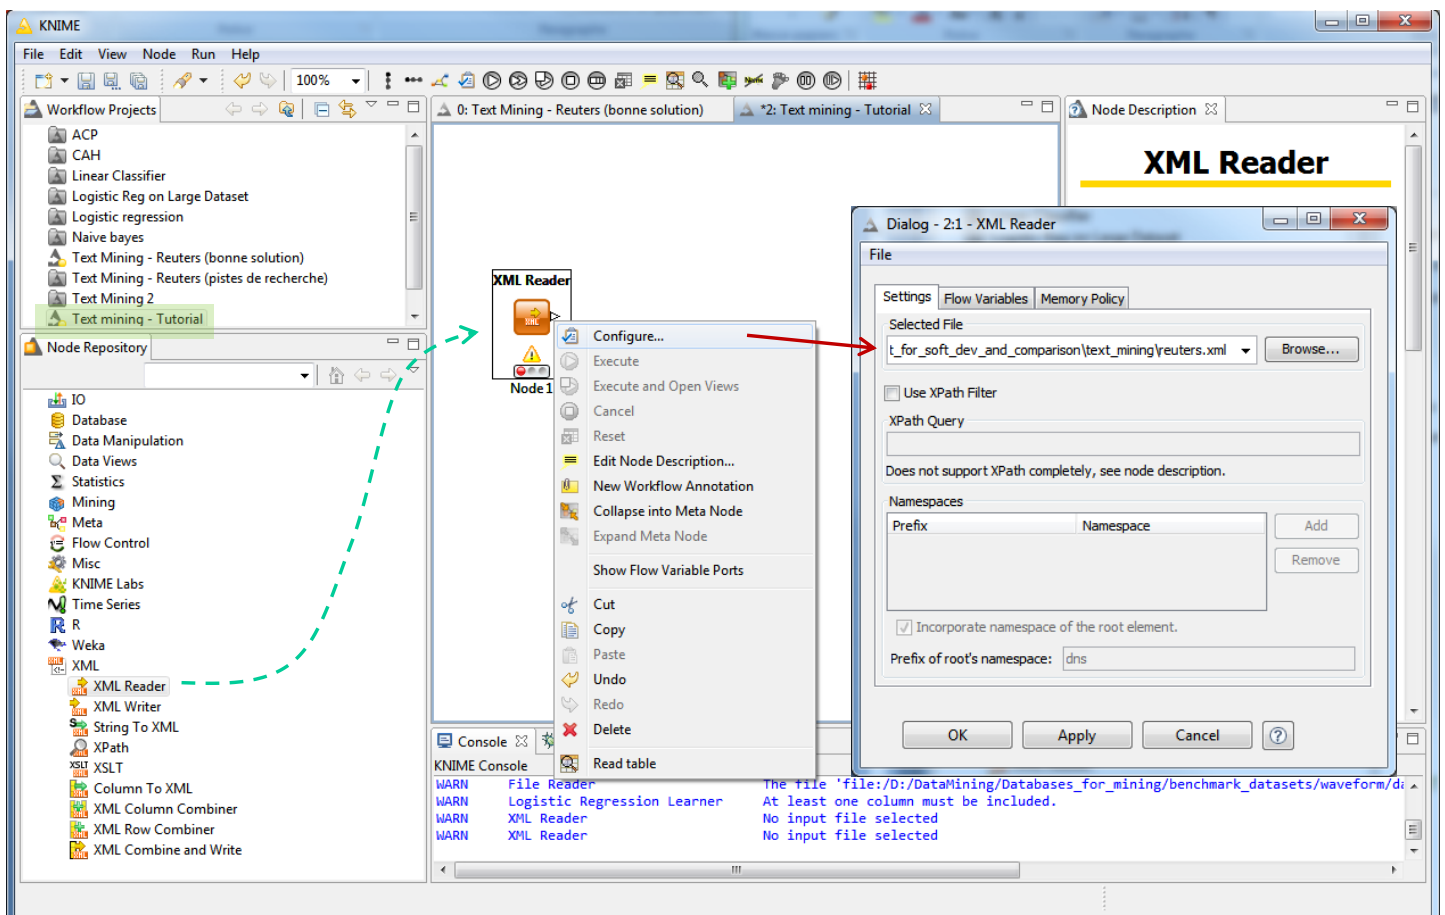 KNIME
File Edit View Node Run Help
100%
Workflow Projects
ACP
CAH
Linear Classifier
Logistic Reg on Large Dataset
Logistic regression
Naive bayes
Text Mining - Reuters (bonne solution)
Text Mining - Reuters (pistes de recherche)
Text Mining 2
Text mining - Tutorial
Node Repository
IO
Database
Data Manipulation
Data Views
Statistics
Mining
Meta
Flow Control
Misc
KNIME Labs
Time Series
R
Weka
XML
XML Reader
XML Writer
String To XML
XPath
XSLT
Column To XML
XML Column Combiner
XML Row Combiner
XML Combine and Write
0: Text Mining - Reuters (bonne solution)
*2: Text mining - Tutorial
XML Reader
Node 1
Configure...
Execute
Execute and Open Views
Cancel
Reset
Edit Node Description...
New Workflow Annotation
Collapse into Meta Node
Expand Meta Node
Show Flow Variable Ports
Cut
Copy
Paste
Undo
Redo
Delete
Read table
Node Description
XML Reader
Dialog - 2:1 - XML Reader
File
Settings Flow Variables Memory Policy
Selected File
t_for_soft_dev_and_comparison\text_mining\reuters.xml
Browse...
Use XPath Filter
XPath Query
Does not support XPath completely, see node description.
Namespaces
Prefix Namespace
Add
Remove
Incorporate namespace of the root element.
Prefix of root's namespace: dns
OK Apply Cancel
Console
KNIME Console
WARN File Reader The file 'file:/D:/DataMining/Databases_for_mining/benchmark_datasets/waveform/da
WARN Logistic Regression Learner At least one column must be included.
WARN XML Reader No input file selected
WARN XML Reader No input file selected